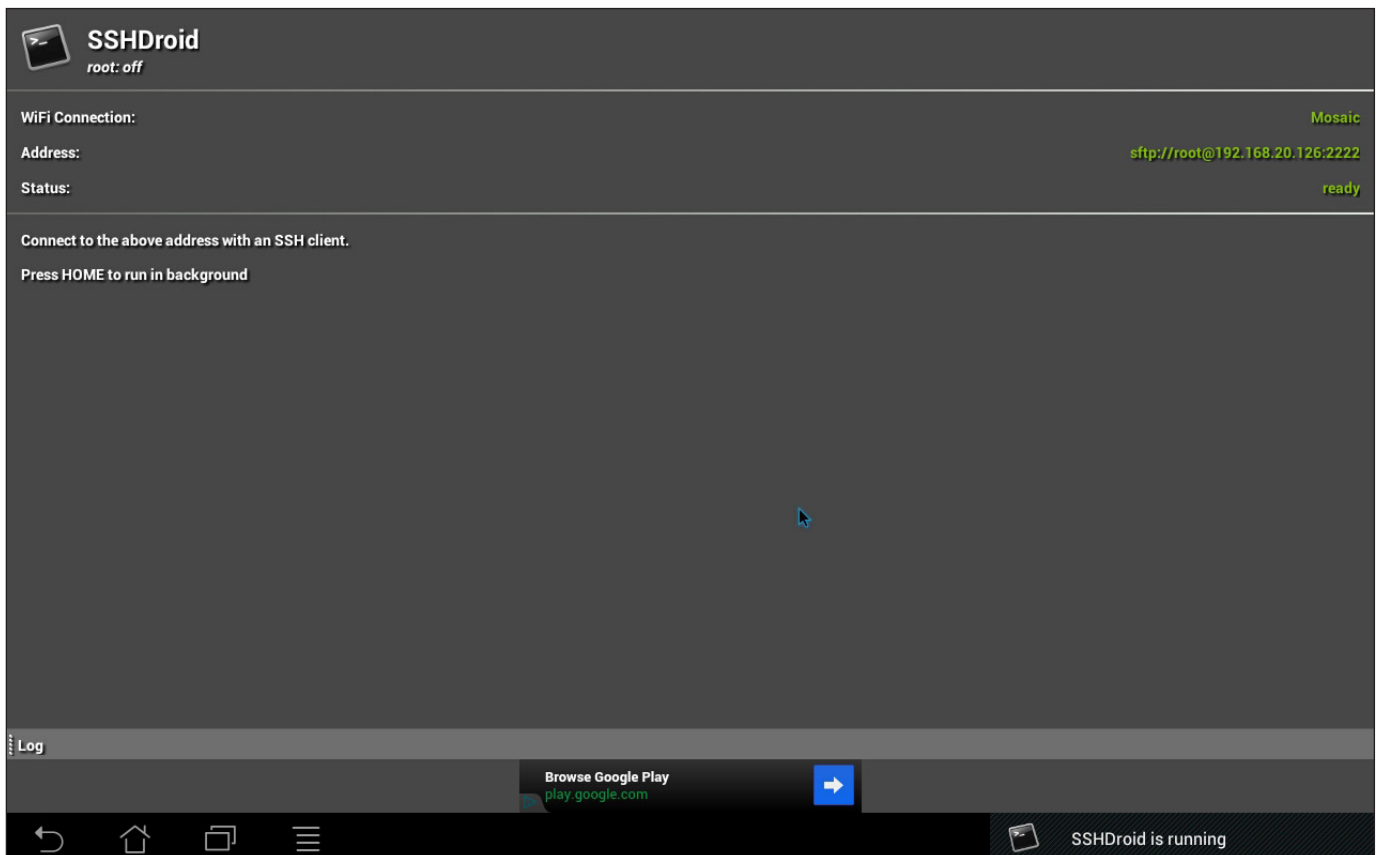 SSHDroid
root: off
WiFi Connection: Mosaic
Address: sftp://root@192.168.20.126:2222
Status: ready
Connect to the above address with an SSH client.
Press HOME to run in background
Log
Browse Google Play
play.google.com
SSHDroid is running